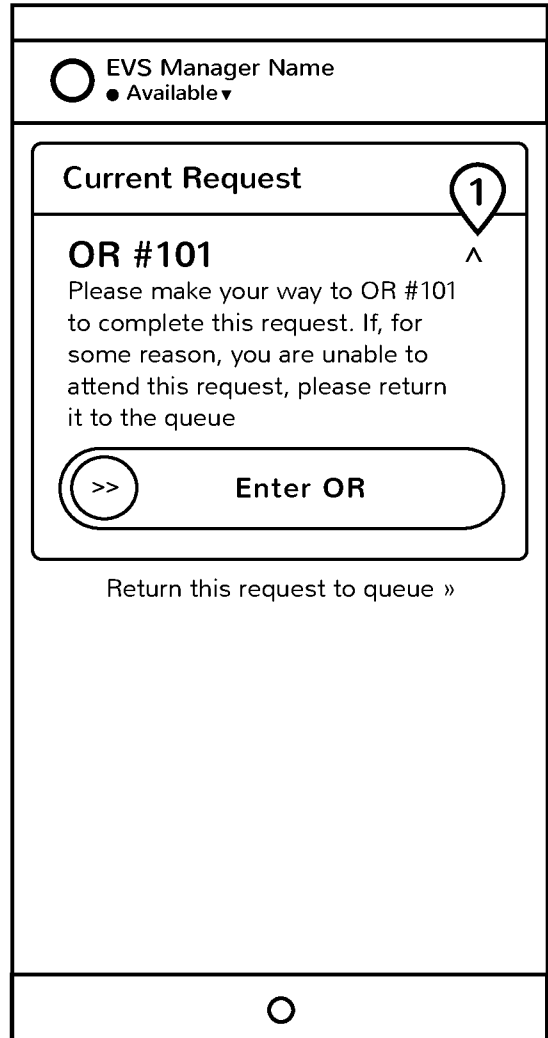 EVS Manager Name
● Available ▾
Current Request
1
OR #101
^
Please make your way to OR #101
to complete this request. If, for
some reason, you are unable to
attend this request, please return
it to the queue
>> Enter OR
Return this request to queue »